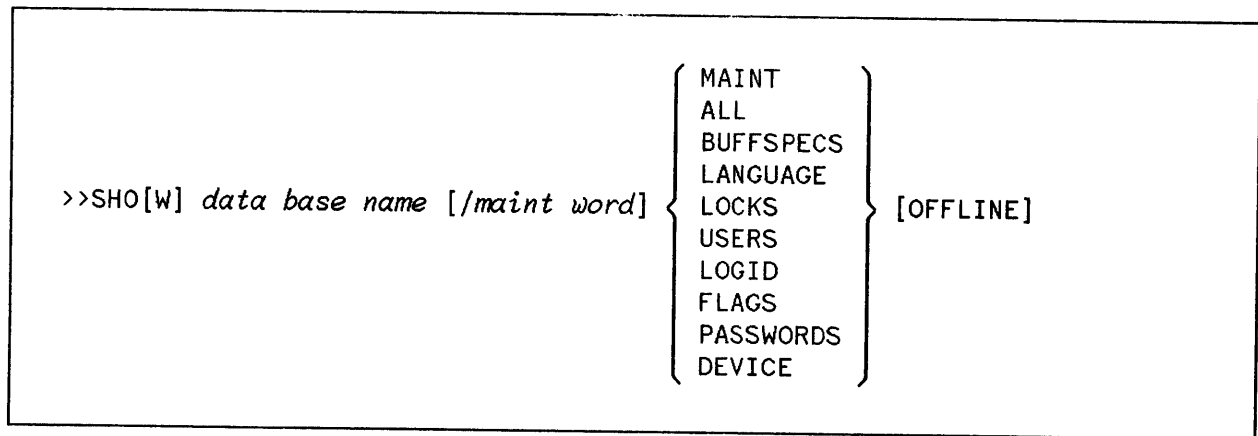 MAINT
ALL
BUFFSPECS
LANGUAGE
>>SHO[W] data base name [/maint word] LOCKS [OFFLINE]
USERS
LOGID
FLAGS
PASSWORDS
DEVICE